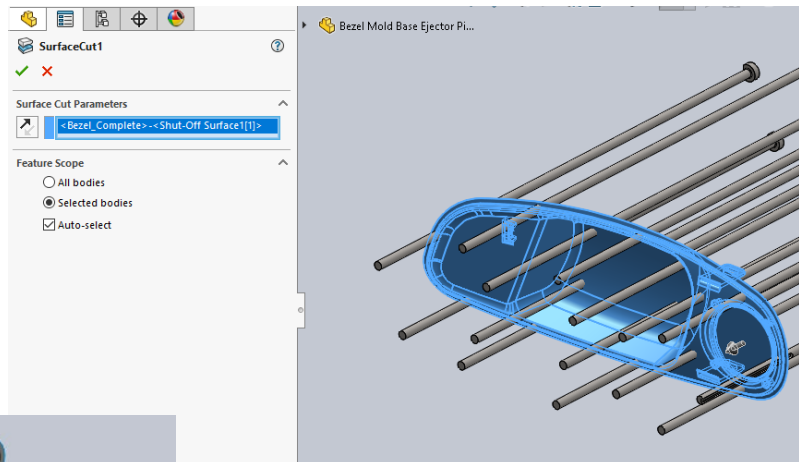 Bezel Mold Base Ejector Pi...
SurfaceCut1
Surface Cut Parameters
<Bezel_Complete>-<Shut-Off Surface1[1]>
Feature Scope
All bodies
Selected bodies
Auto-select